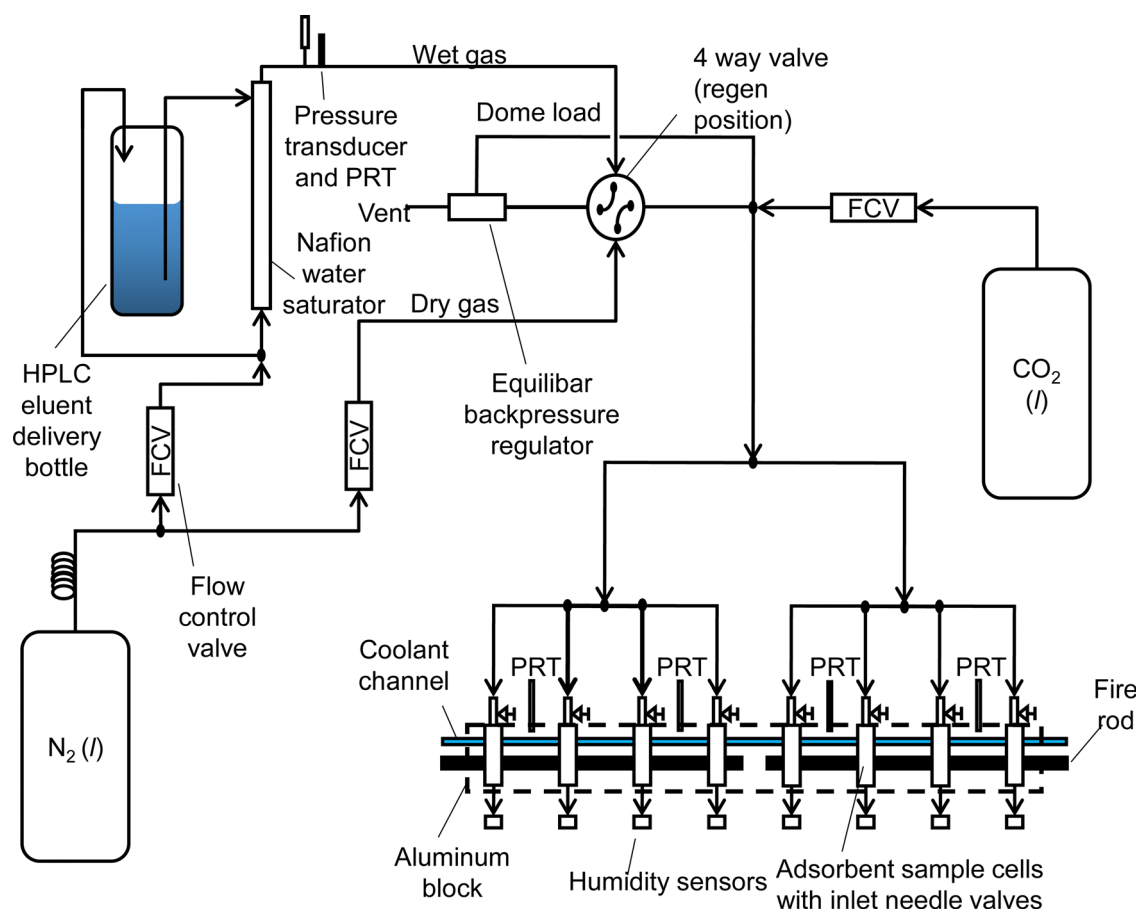 Wet gas
4 way valve
(regen
position)
Dome load
Pressure
transducer
and PRT
Vent
FCV
Nafion
water
saturator
Dry gas
HPLC
eluent
delivery
bottle
Equilibar
backpressure
regulator
CO₂
(l)
FCV
FCV
Flow
control
valve
N₂ (l)
Coolant
channel
PRT
PRT
PRT
PRT
Fire
rod
Aluminum
block
Humidity sensors
Adsorbent sample cells
with inlet needle valves